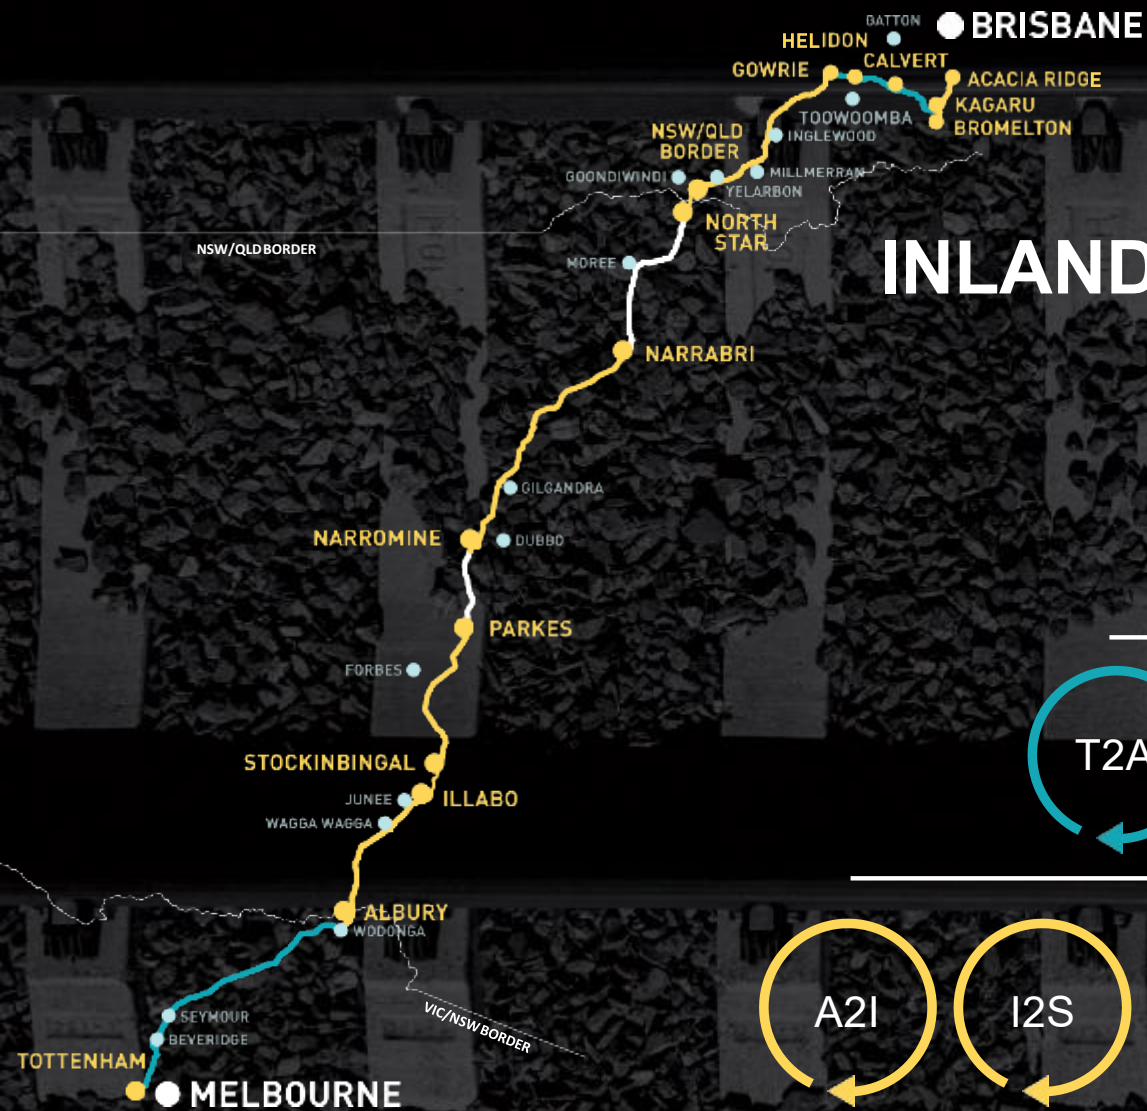 GATTON
BRISBANE
HELIDON
CALVERT
GOWRIE
ACACIA RIDGE
KAGARU
TOOWOOMBA
BROMELTON
NSW/QLD
BORDER
INGLEWOOD
GOONDIWINDI
MILLMERRAN
YELARBON
NORTH
STAR
NSW/QLD BORDER
MOREE
INLAND
NARRABRI
GILGANDRA
NARROMINE
DUBBO
PARKES
FORBES
T2A
STOCKINBINGAL
JUNEE
ILLABO
WAGGA WAGGA
ALBURY
WODONGA
A2I
I2S
SEYMOUR
VIC/NSW BORDER
BEVERIDGE
TOTTENHAM
MELBOURNE